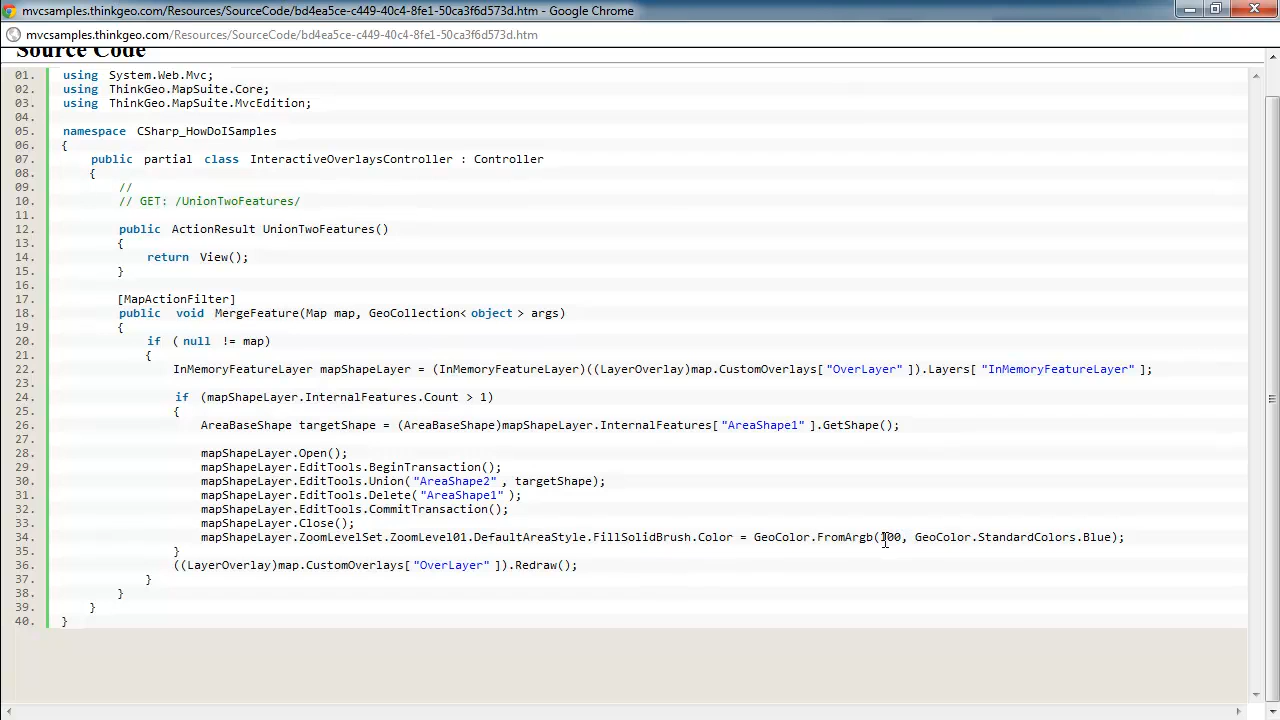 mvcsamples.thinkgeo.com/Resources/SourceCode/bd4ea5ce-c449-40c4-8fe1-50ca3f6d573d.htm - Google Chrome
mvcsamples.thinkgeo.com/Resources/SourceCode/bd4ea5ce-c449-40c4-8fe1-50ca3f6d573d.htm
Source Code
01. using System.Web.Mvc;
02. using ThinkGeo.MapSuite.Core;
03. using ThinkGeo.MapSuite.MvcEdition;
04.
05. namespace CSharp_HowDoISamples
06. {
07. public partial class InteractiveOverlaysController : Controller
08. {
09. //
10. // GET: /UnionTwoFeatures/
11.
12. public ActionResult UnionTwoFeatures()
13. {
14. return View();
15. }
16.
17. [MapActionFilter]
18. public void MergeFeature(Map map, GeoCollection< object > args)
19. {
20. if ( null != map)
21. {
22. InMemoryFeatureLayer mapShapeLayer = (InMemoryFeatureLayer)((LayerOverlay)map.CustomOverlays["OverLayer" ]).Layers[ "InMemoryFeatureLayer" ];
23.
24. if (mapShapeLayer.InternalFeatures.Count > 1)
25. {
26. AreaBaseShape targetShape = (AreaBaseShape)mapShapeLayer.InternalFeatures["AreaShape1" ].GetShape();
27.
28. mapShapeLayer.Open();
29. mapShapeLayer.EditTools.BeginTransaction();
30. mapShapeLayer.EditTools.Union("AreaShape2" , targetShape);
31. mapShapeLayer.EditTools.Delete("AreaShape1" );
32. mapShapeLayer.EditTools.CommitTransaction();
33. mapShapeLayer.Close();
34. mapShapeLayer.ZoomLevelSet.ZoomLevel01.DefaultAreaStyle.FillSolidBrush.Color = GeoColor.FromArgb(100, GeoColor.StandardColors.Blue);
35. }
36. ((LayerOverlay)map.CustomOverlays["OverLayer" ]).Redraw();
37. }
38. }
39. }
40. }